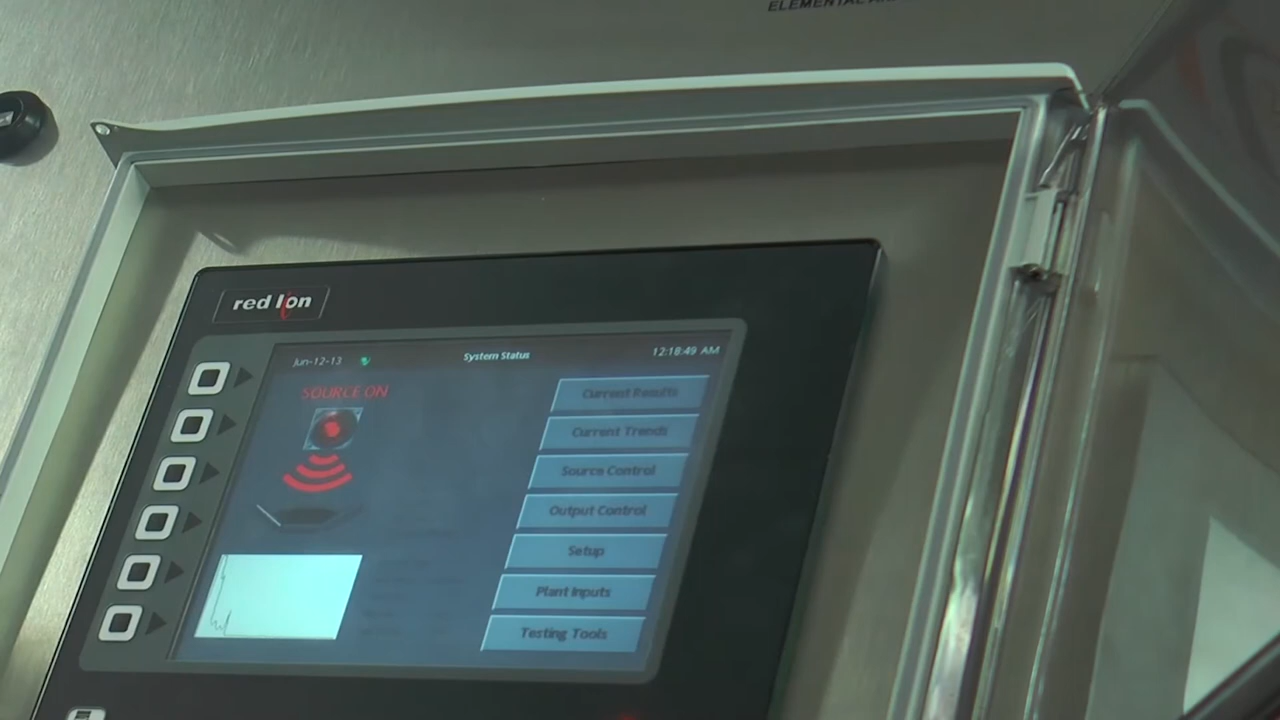 ELEMENTAL
red lion
Jun-12-13
System Status
12:18:49 AM
SOURCE ON
Current Results
Current Trends
Source Control
Output Control
Setup
Plant Inputs
Testing Tools